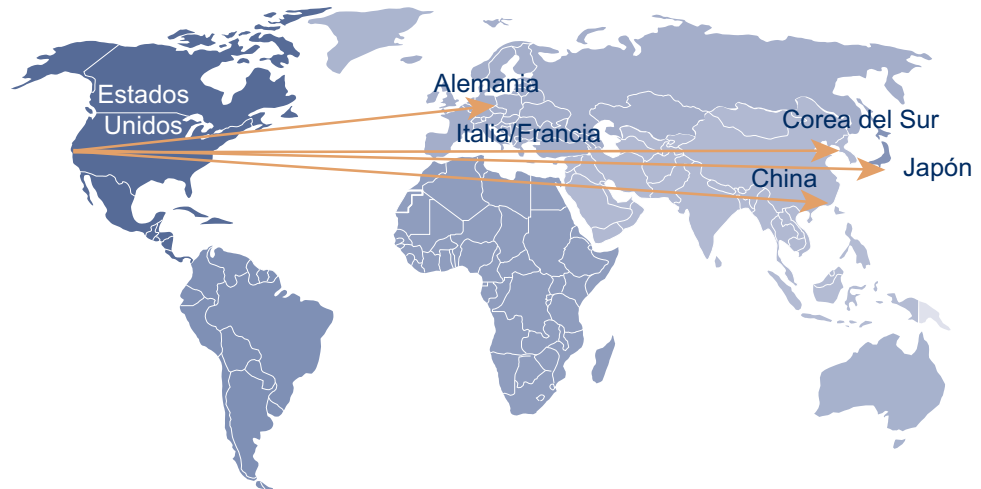 Alemania
Estados
Unidos
Italia/Francia
Corea del Sur
Japón
China